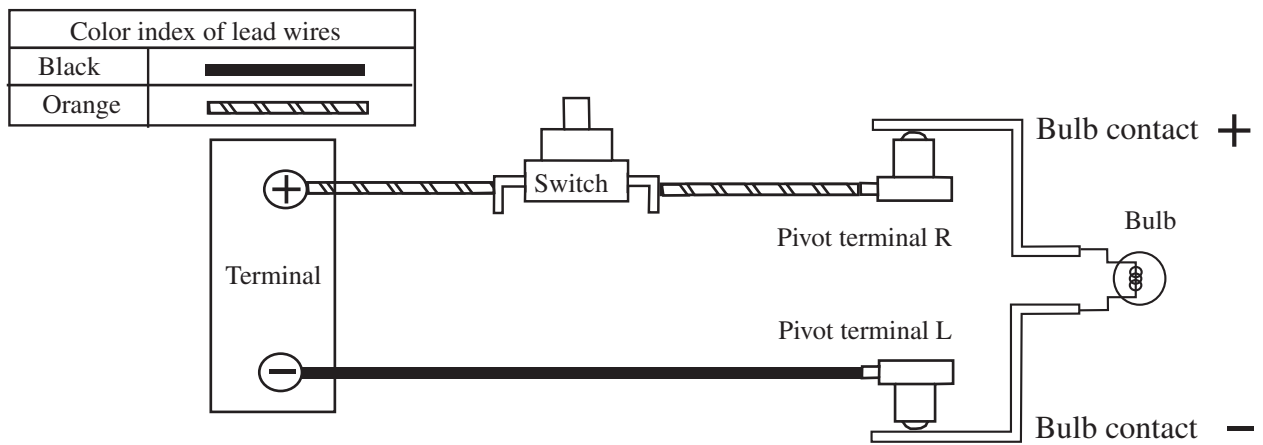 Color index of lead wires
Black
Orange
Bulb contact +
+
Switch
Pivot terminal R
Bulb
Terminal
Pivot terminal L
−
Bulb contact −